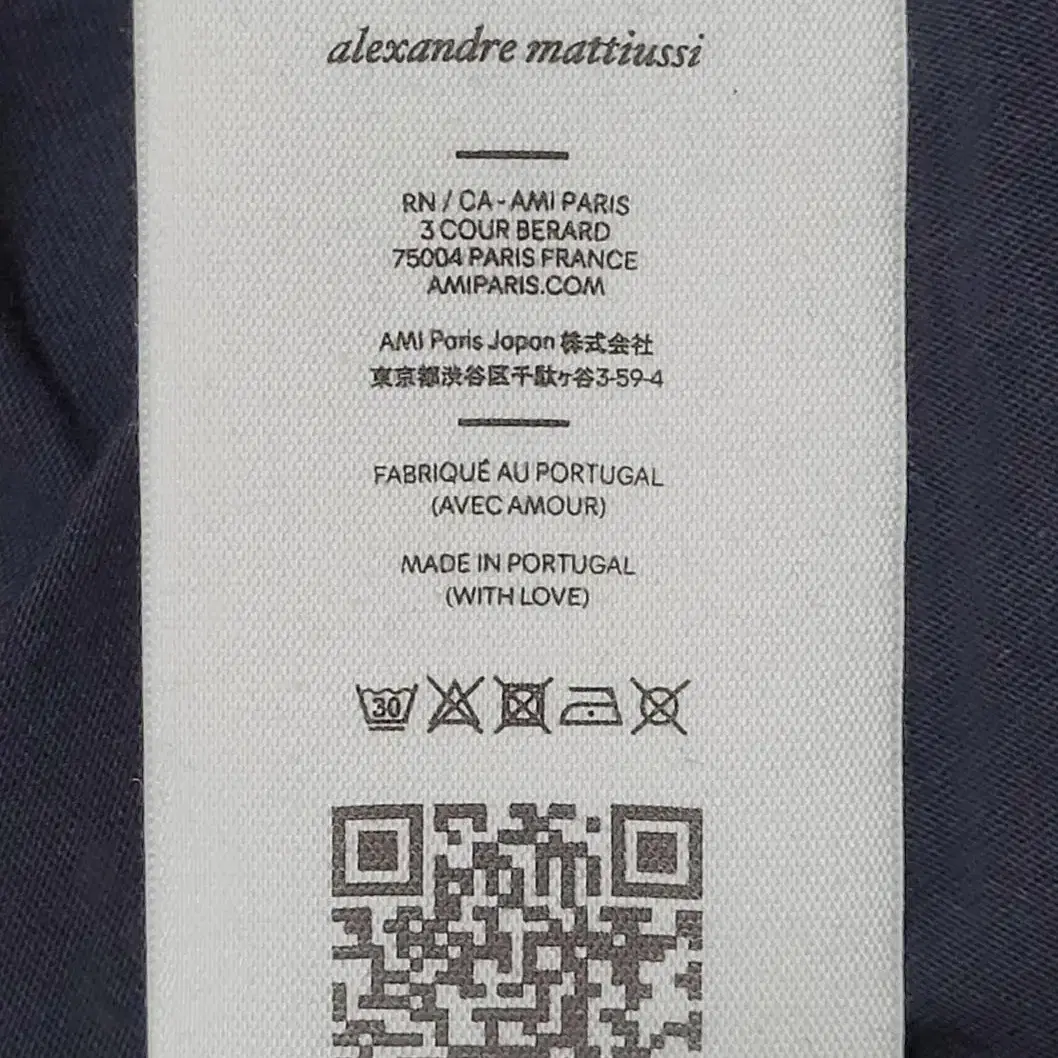 alexandre mattiussi
RN / CA - AMI PARIS
3 COUR BERARD
75004 PARIS FRANCE
AMIPARIS.COM
AMI Paris Japan 株式会社
東京都渋谷区千駄ヶ谷3-59-4
FABRIQUÉ AU PORTUGAL
(AVEC AMOUR)
MADE IN PORTUGAL
(WITH LOVE)
30